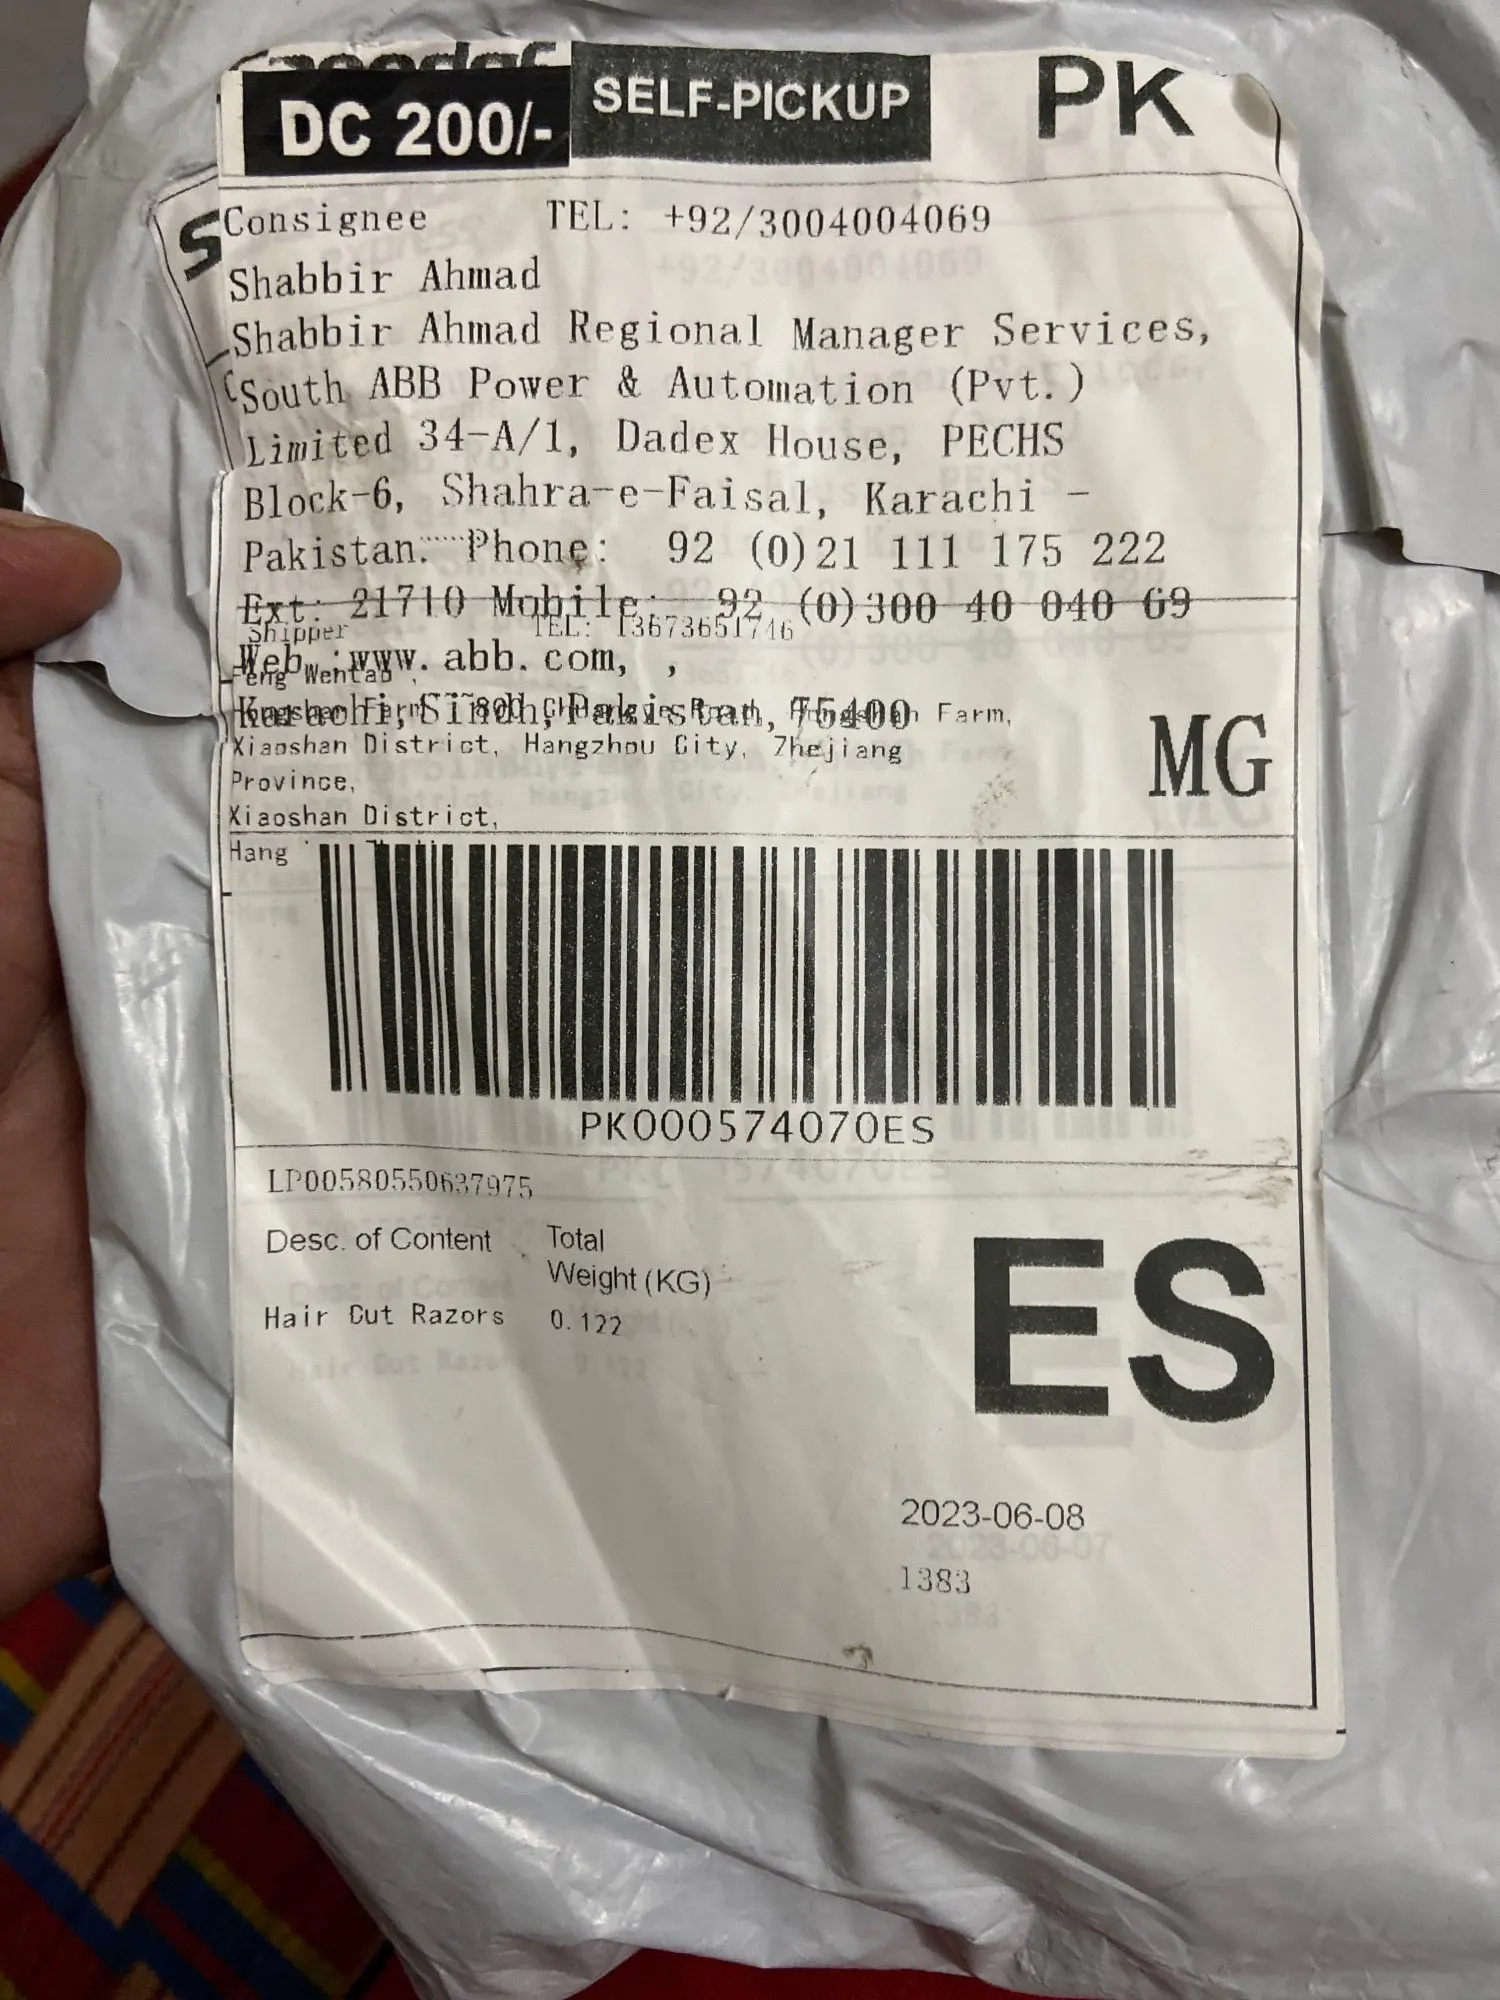 DC 200/-
SELF-PICKUP
PK
S
Consignee TEL: +92/3004004069
Shabbir Ahmad
Shabbir Ahmad Regional Manager Services,
South ABB Power & Automation (Pvt.)
Limited 34-A/1, Dadex House, PECHS
Block-6, Shahra-e-Faisal, Karachi -
Pakistan. Phone: 92 (0)21 111 175 222
Ext: 21710 Mobile: 92 (0)300 40 040 69
Shipper TEL: 13673651746
Web :www.abb.com, ,
Feng Wentao,
Karachi, Sindh, Pakistan, 75400
Farm,
Xiaoshan District, Hangzhou City, Zhejiang
Province,
Xiaoshan District,
MG
Hang
PK000574070ES
LP00580550637975
Desc. of Content Total
Weight (KG)
Hair Cut Razors 0.122
ES
2023-06-08
1383